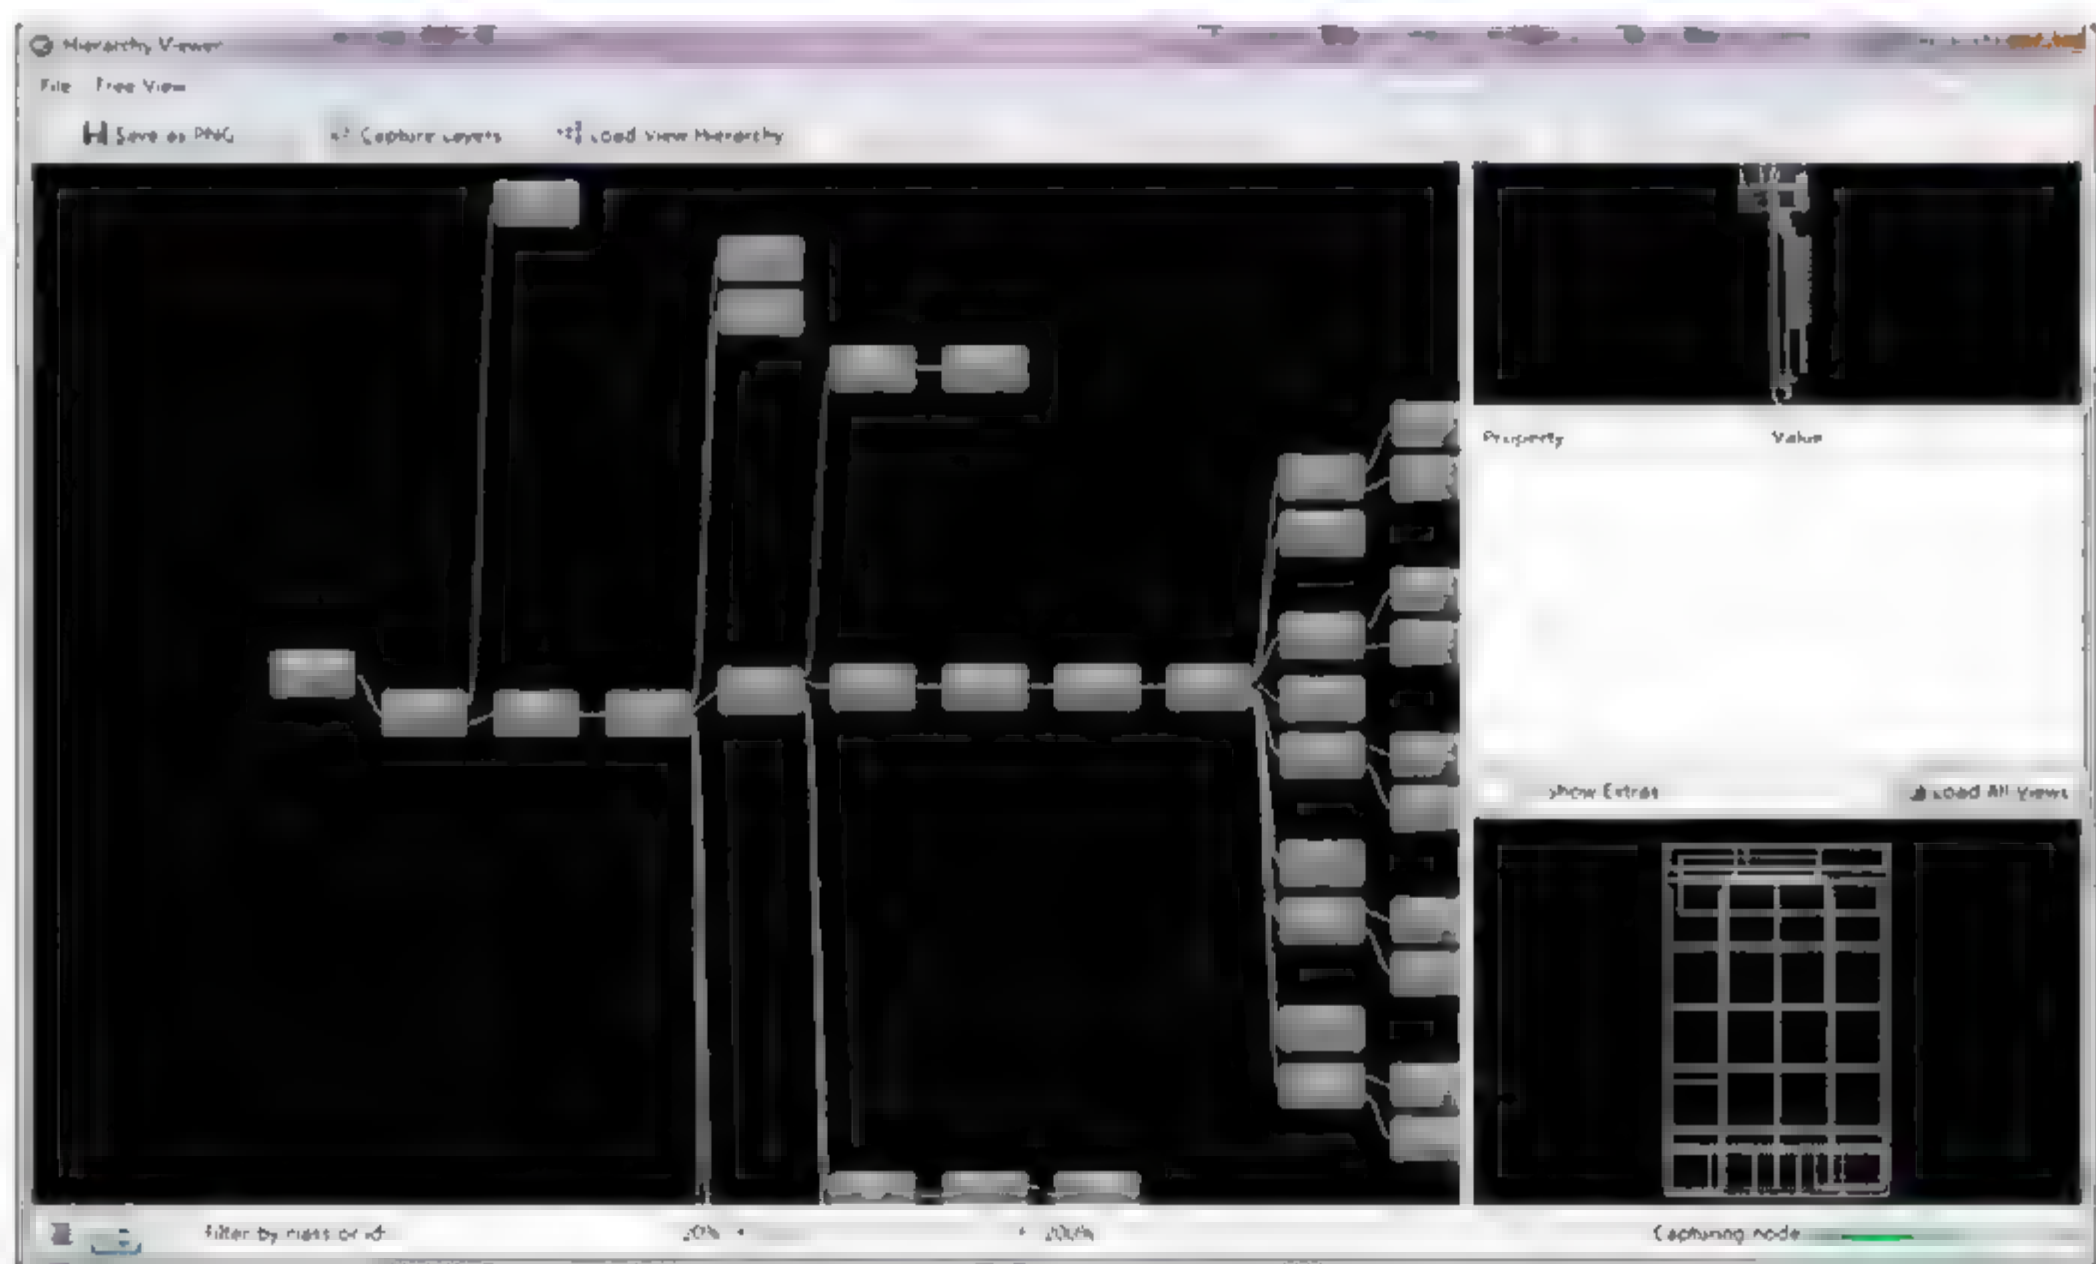 Hierarchy Viewer
File Tree View
Save as PNG Capture Layers Load View Hierarchy
Property Value
Show Extras Load All Views
Filter by class or id: 20% 200% Capturing node